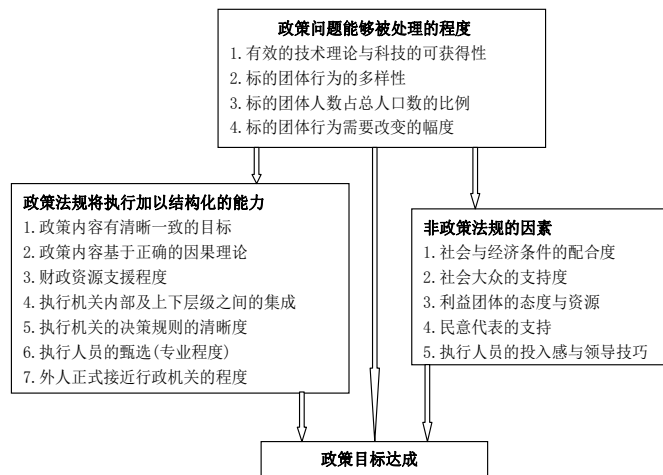 政策问题能够被处理的程度
1.有效的技术理论与科技的可获得性
2.标的团体行为的多样性
3.标的团体人数占总人口数的比例
4.标的团体行为需要改变的幅度
政策法规将执行加以结构化的能力
1.政策内容有清晰一致的目标
2.政策内容基于正确的因果理论
3.财政资源支援程度
4.执行机关内部及上下层级之间的集成
5.执行机关的决策规则的清晰度
6.执行人员的甄选(专业程度)
7.外人正式接近行政机关的程度
非政策法规的因素
1.社会与经济条件的配合度
2.社会大众的支持度
3.利益团体的态度与资源
4.民意代表的支持
5.执行人员的投入感与领导技巧
政策目标达成